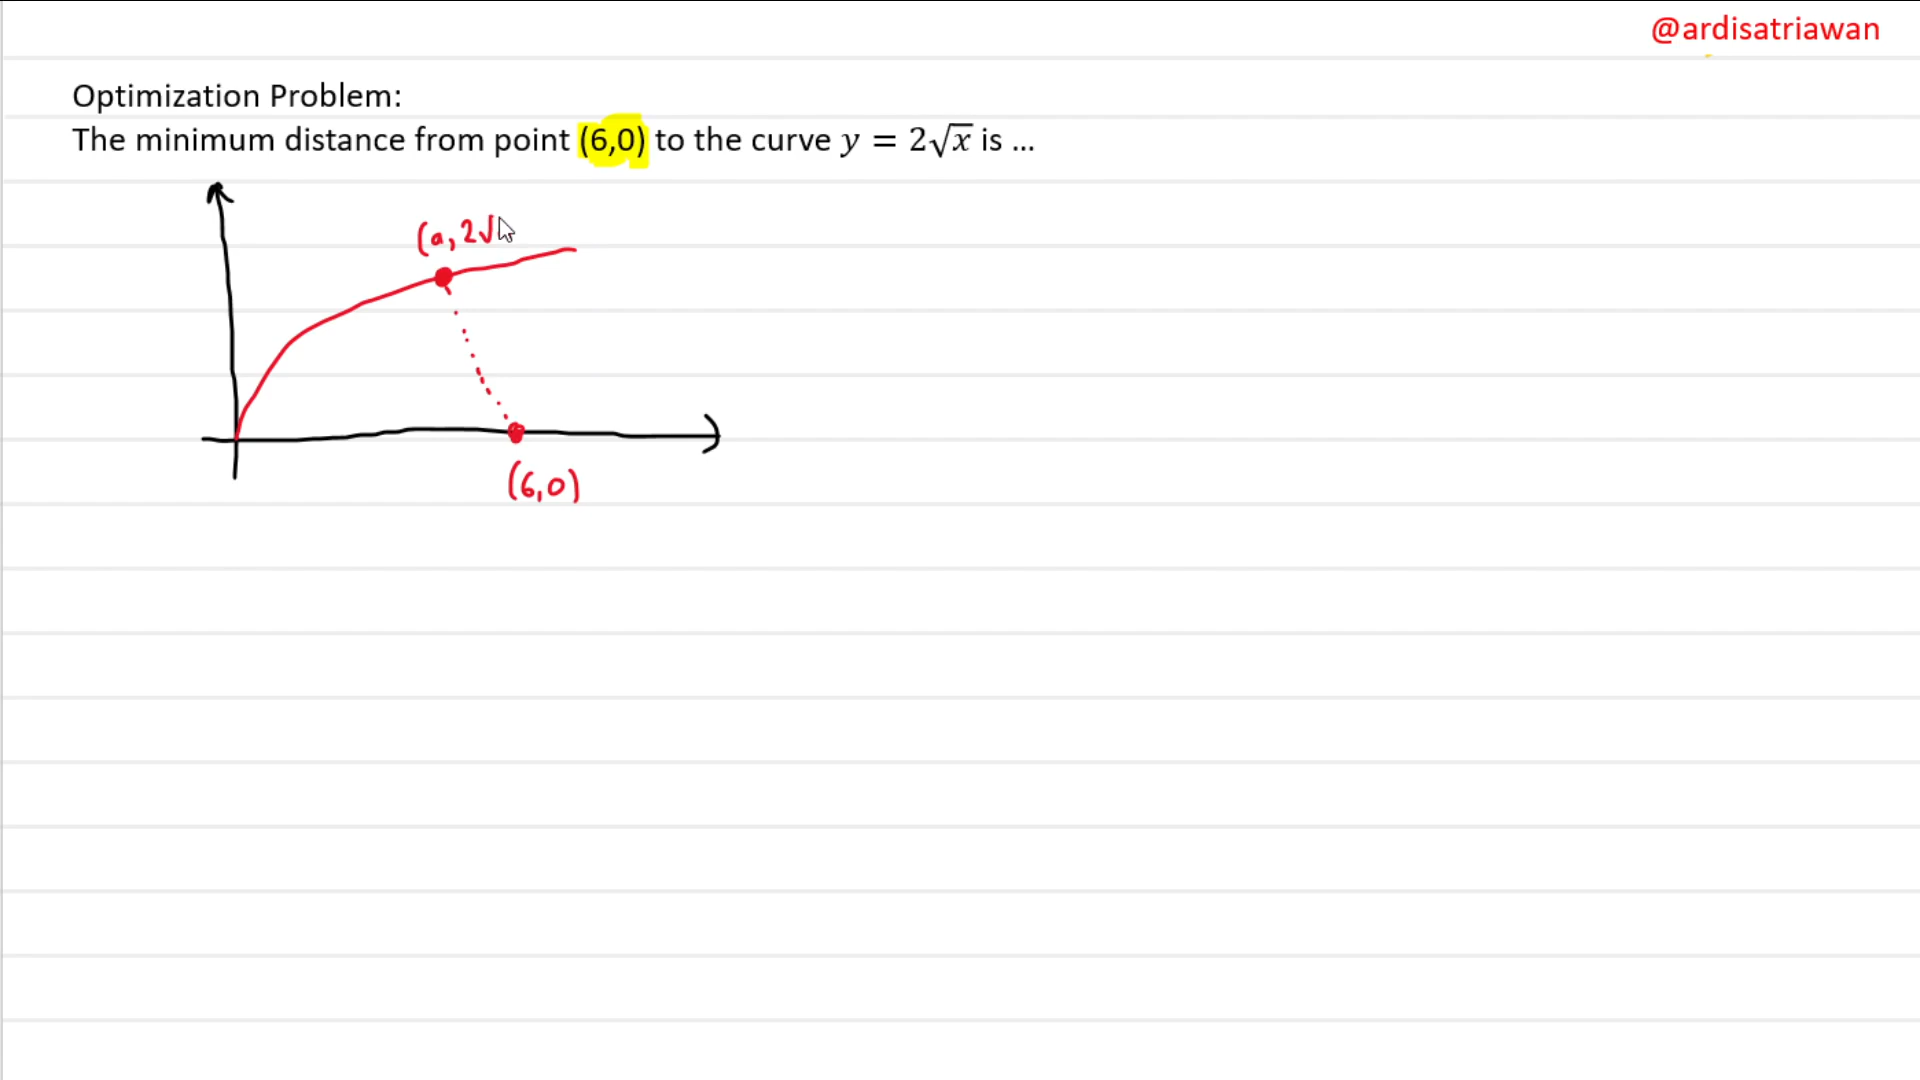 @ardisatriawan
Optimization Problem:
The minimum distance from point (6,0) to the curve y = 2√x is ...
(a, 2√
(6,0)